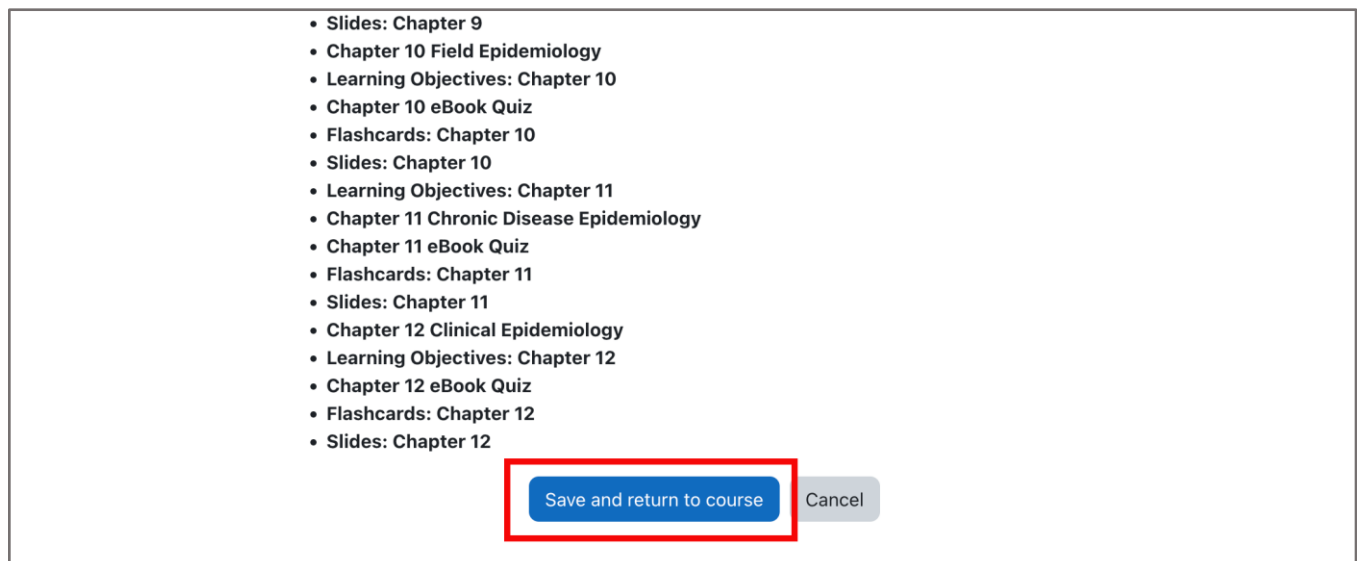 • Slides: Chapter 9
• Chapter 10 Field Epidemiology
• Learning Objectives: Chapter 10
• Chapter 10 eBook Quiz
• Flashcards: Chapter 10
• Slides: Chapter 10
• Learning Objectives: Chapter 11
• Chapter 11 Chronic Disease Epidemiology
• Chapter 11 eBook Quiz
• Flashcards: Chapter 11
• Slides: Chapter 11
• Chapter 12 Clinical Epidemiology
• Learning Objectives: Chapter 12
• Chapter 12 eBook Quiz
• Flashcards: Chapter 12
• Slides: Chapter 12
Save and return to course Cancel